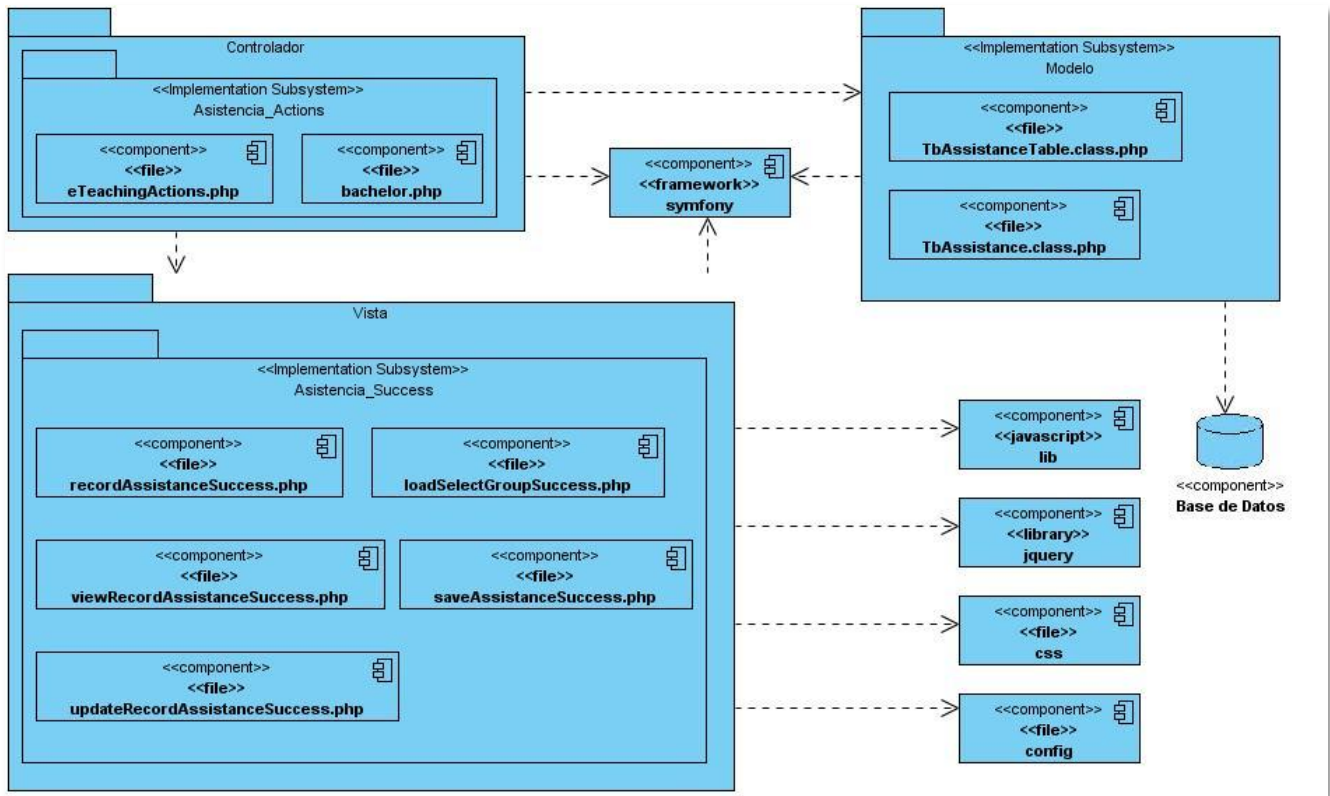 Controlador
<<Implementation Subsystem>>
Asistencia_Actions
<<component>>
<<file>>
eTeachingActions.php
<<component>>
<<file>>
bachelor.php
<<component>>
<<framework>>
symfony
<<Implementation Subsystem>>
Modelo
<<component>>
<<file>>
TbAssistanceTable.class.php
<<component>>
<<file>>
TbAssistance.class.php
Vista
<<Implementation Subsystem>>
Asistencia_Success
<<component>>
<<file>>
recordAssistanceSuccess.php
<<component>>
<<file>>
loadSelectGroupSuccess.php
<<component>>
<<file>>
viewRecordAssistanceSuccess.php
<<component>>
<<file>>
saveAssistanceSuccess.php
<<component>>
<<file>>
updateRecordAssistanceSuccess.php
<<component>>
<<javascript>>
lib
<<component>>
<<library>>
jquery
<<component>>
<<file>>
css
<<component>>
<<file>>
config
<<component>>
Base de Datos